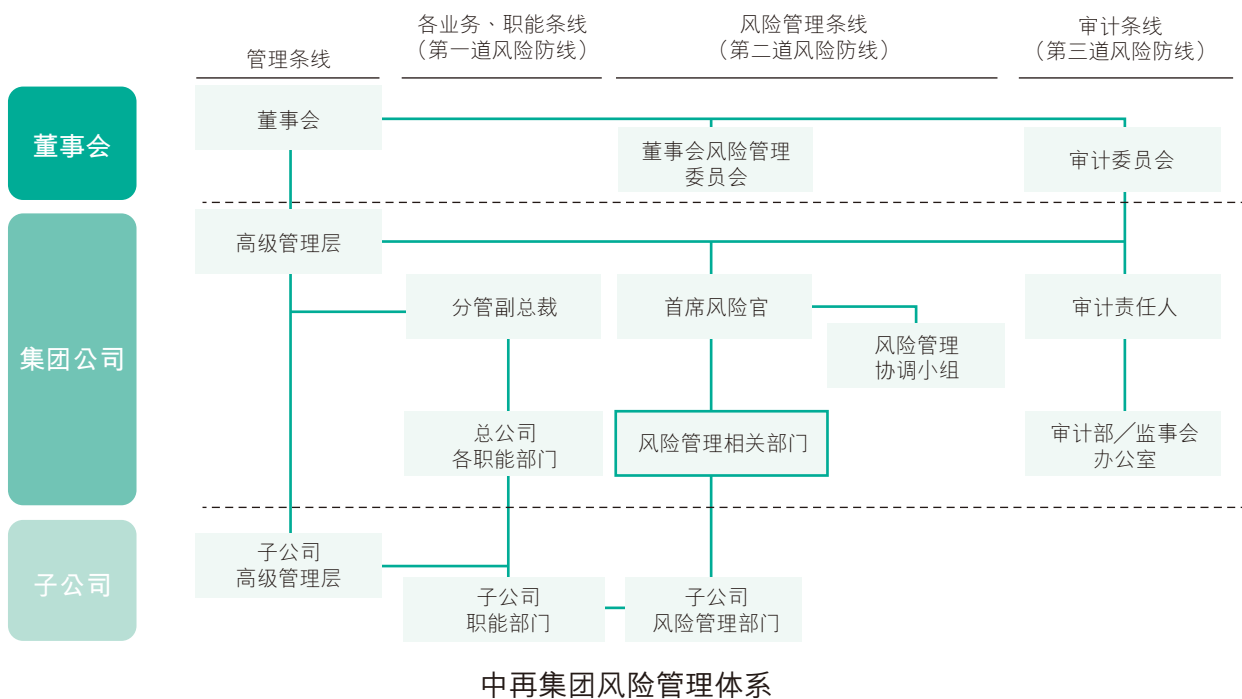 管理条线
各业务、职能条线
（第一道风险防线）
风险管理条线
（第二道风险防线）
审计条线
（第三道风险防线）
董事会
董事会
董事会风险管理
委员会
审计委员会
集团公司
高级管理层
分管副总裁
首席风险官
风险管理
协调小组
审计责任人
总公司
各职能部门
风险管理相关部门
审计部／监事会
办公室
子公司
子公司
高级管理层
子公司
职能部门
子公司
风险管理部门
中再集团风险管理体系